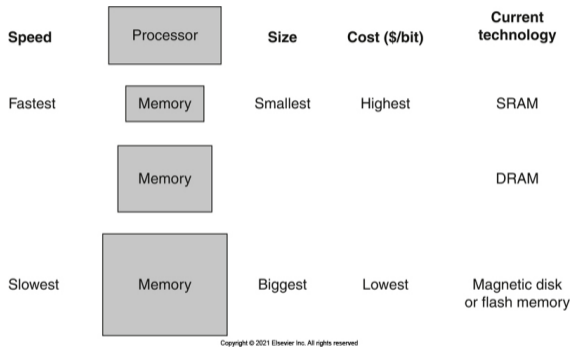 Speed
Processor
Size
Cost ($/bit)
Current
technology
Fastest
Memory
Smallest
Highest
SRAM
Memory
DRAM
Slowest
Memory
Biggest
Lowest
Magnetic disk
or flash memory
Copyright © 2021 Elsevier Inc. All rights reserved